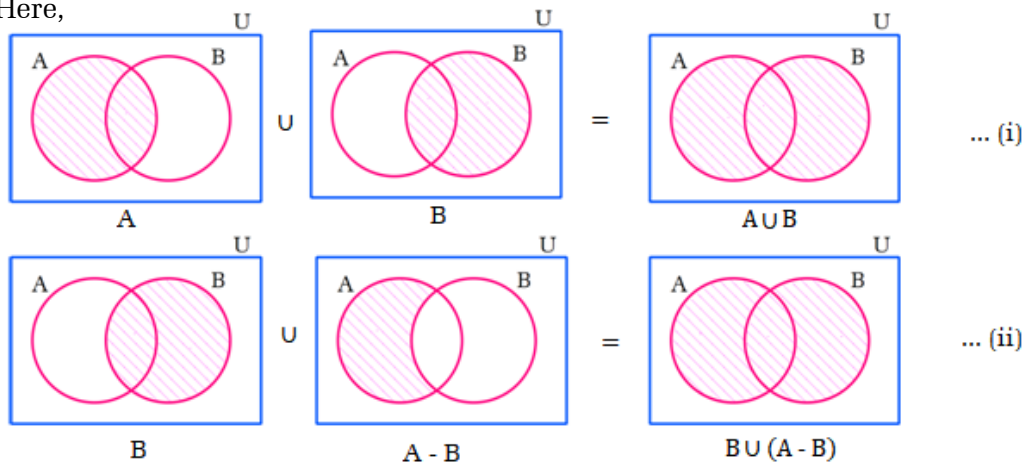 Here,
U U U
A B ∪ A B = A B ... (i)
A B A∪B
U U U
A B ∪ A B = A B ... (ii)
B A - B B∪(A - B)